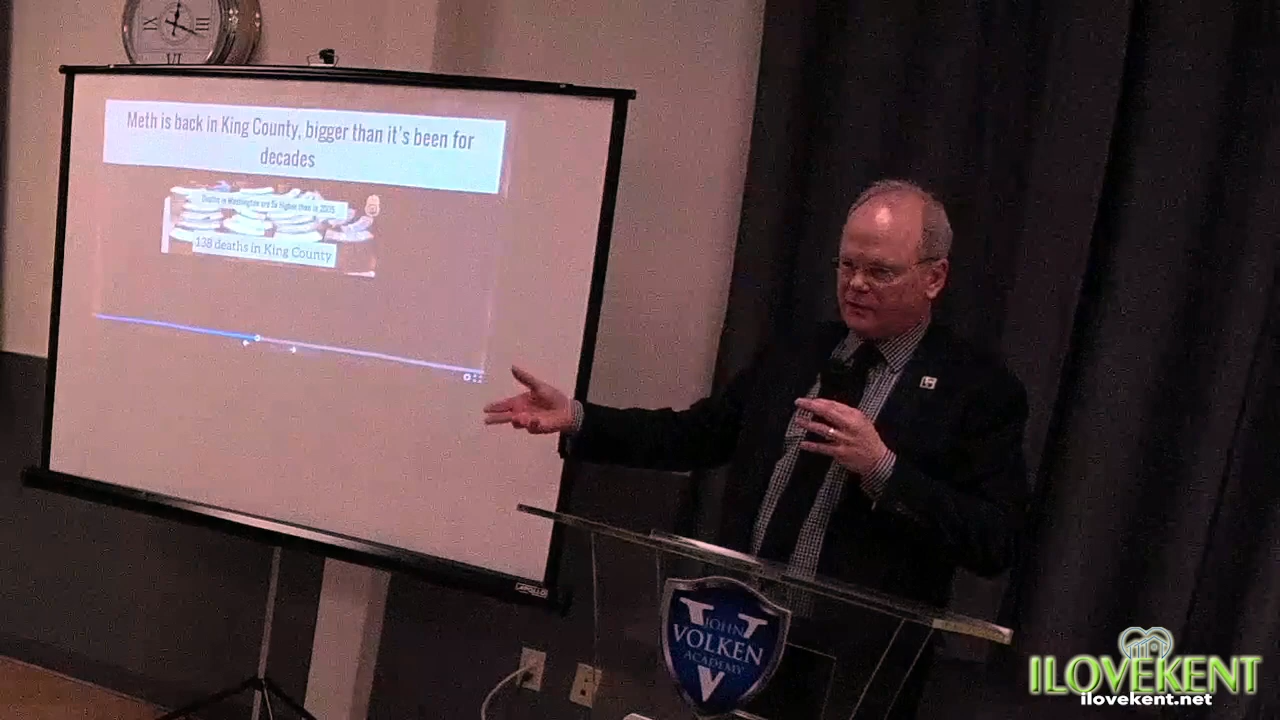 Meth is back in King County, bigger than it's been for
decades
Deaths in Washington are 5x Higher than in 2005
138 deaths in King County
APOLLO
JOHN
VOLKEN
ACADEMY
V
ILOVEKENT
ilovekent.net